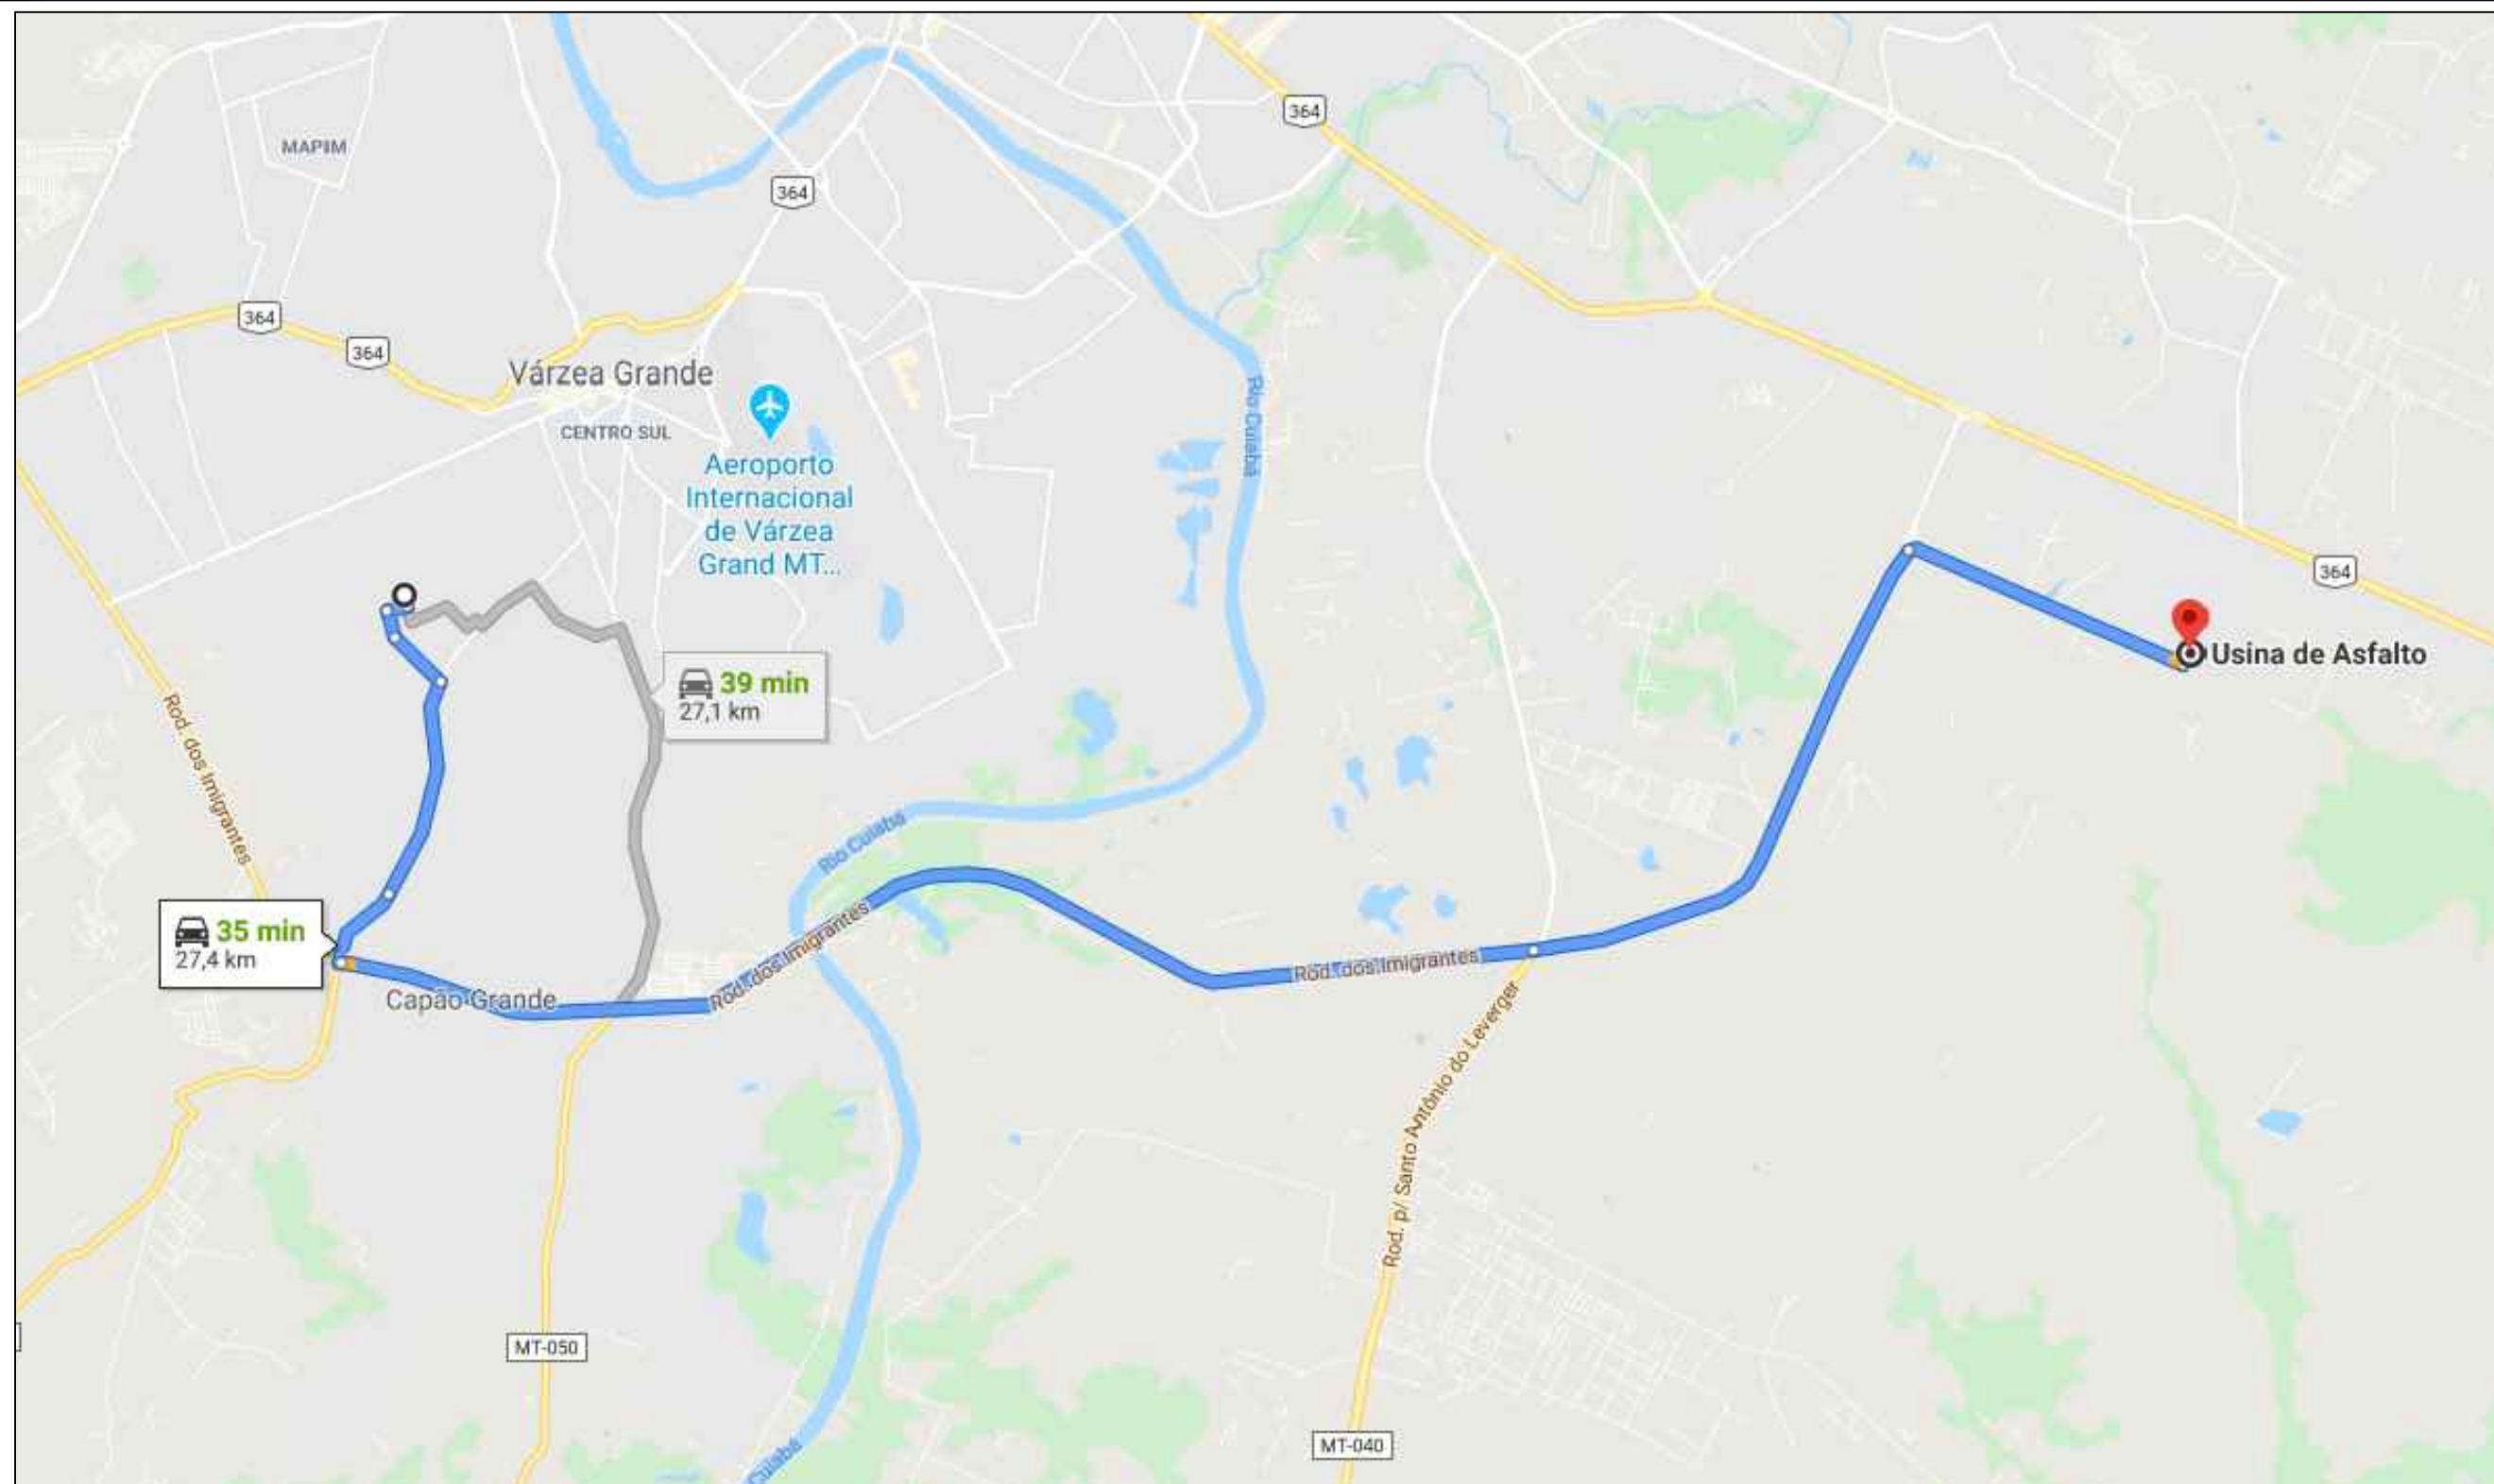 364
MAPIM
364
364
364
Várzea Grande
CENTRO SUL
Aeroporto
Internacional
de Várzea
Grand MT...
Rio Cuiabá
364
Usina de Asfalto
39 min
27,1 km
Rod. dos Imigrantes
Rio Cuiabá
35 min
27,4 km
Rod. dos Imigrantes
Rod. dos Imigrantes
Capão Grande
Rod. p/ Santo Antônio do Leverger
MT-050
MT-040
Cuiabá